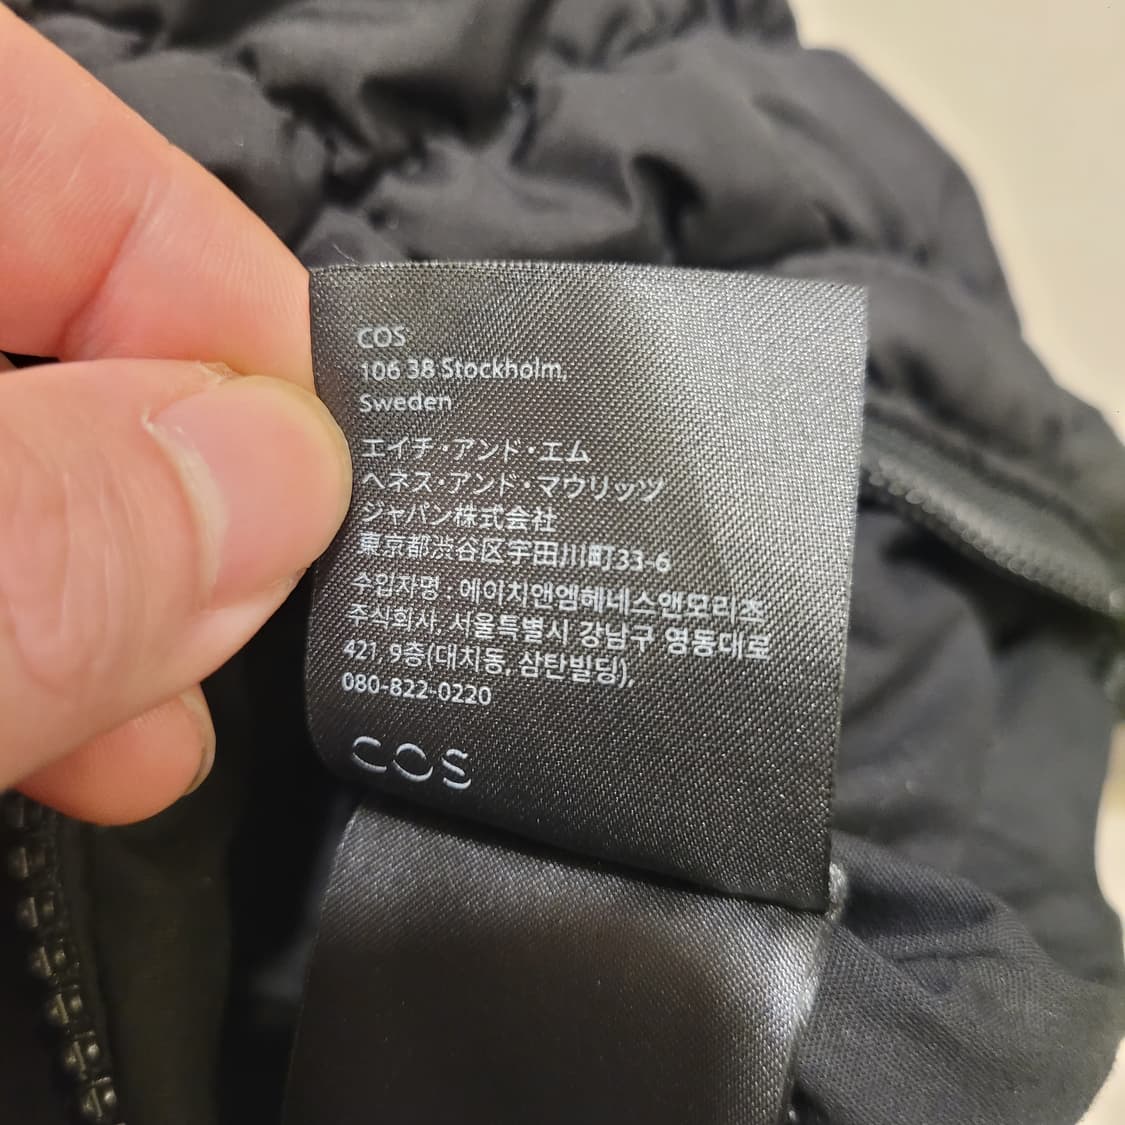 COS
106 38 Stockholm,
Sweden
エイチ・アンド・エム
ヘネス・アンド・マウリッツ
ジャパン株式会社
東京都渋谷区宇田川町33-6
수입자명 : 에이치앤엠헤네스앤모리츠
주식회사, 서울특별시 강남구 영동대로
421, 9층(대치동, 삼탄빌딩),
080-822-0220
COS